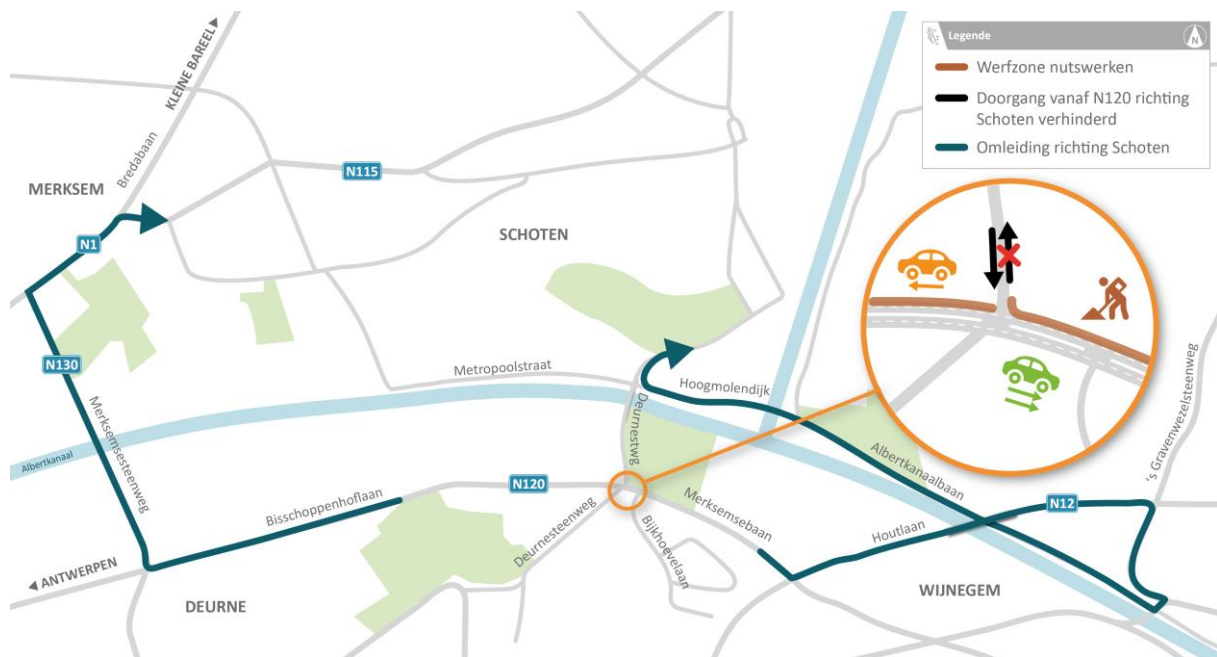 KLEINE BAREEL
Bredabaan
MERKSEM
N1
N115
SCHOTEN
Legende
N
Werfzone nutswerken
Doorgang vanaf N120 richting
Schoten verhinderd
Omleiding richting Schoten
N130
Merksemsesteenweg
Metropoolstraat
Hoogmolendijk
Deurnestwg
Albertkanaal
Albertkanaalbaan
's Gravenwezelsteenweg
N120
Bisschoppenhoflaan
Merksemsebaan
N12
Houtlaan
Deurnesteenweg
Bijkhoevelaan
ANTWERPEN
DEURNE
WIJNEGEM